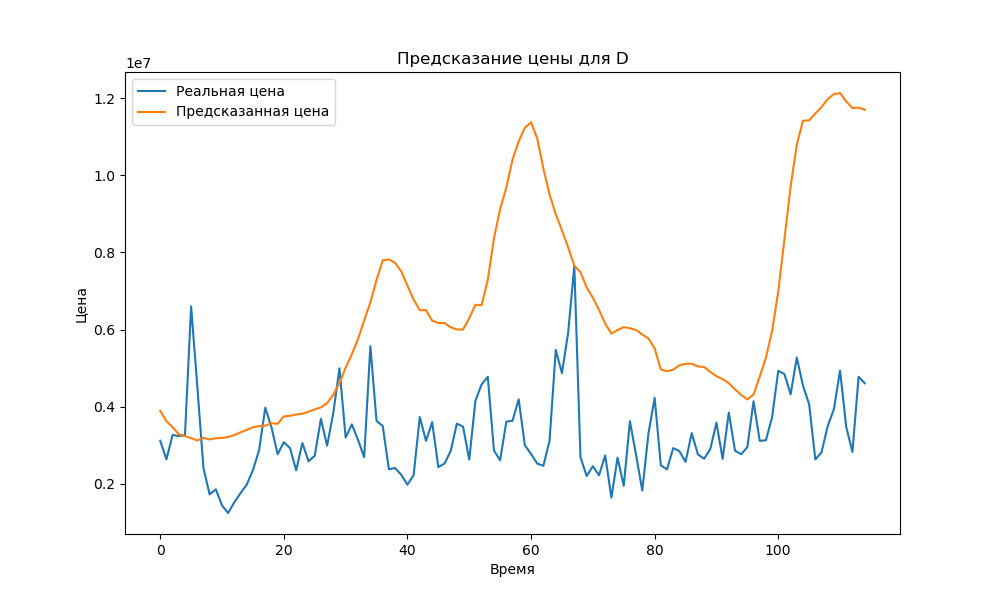 Предсказание цены для D
1e7
Реальная цена
Предсказанная цена
1.2
1.0
0.8
0.6
0.4
0.2
Цена
0 20 40 60 80 100
Время